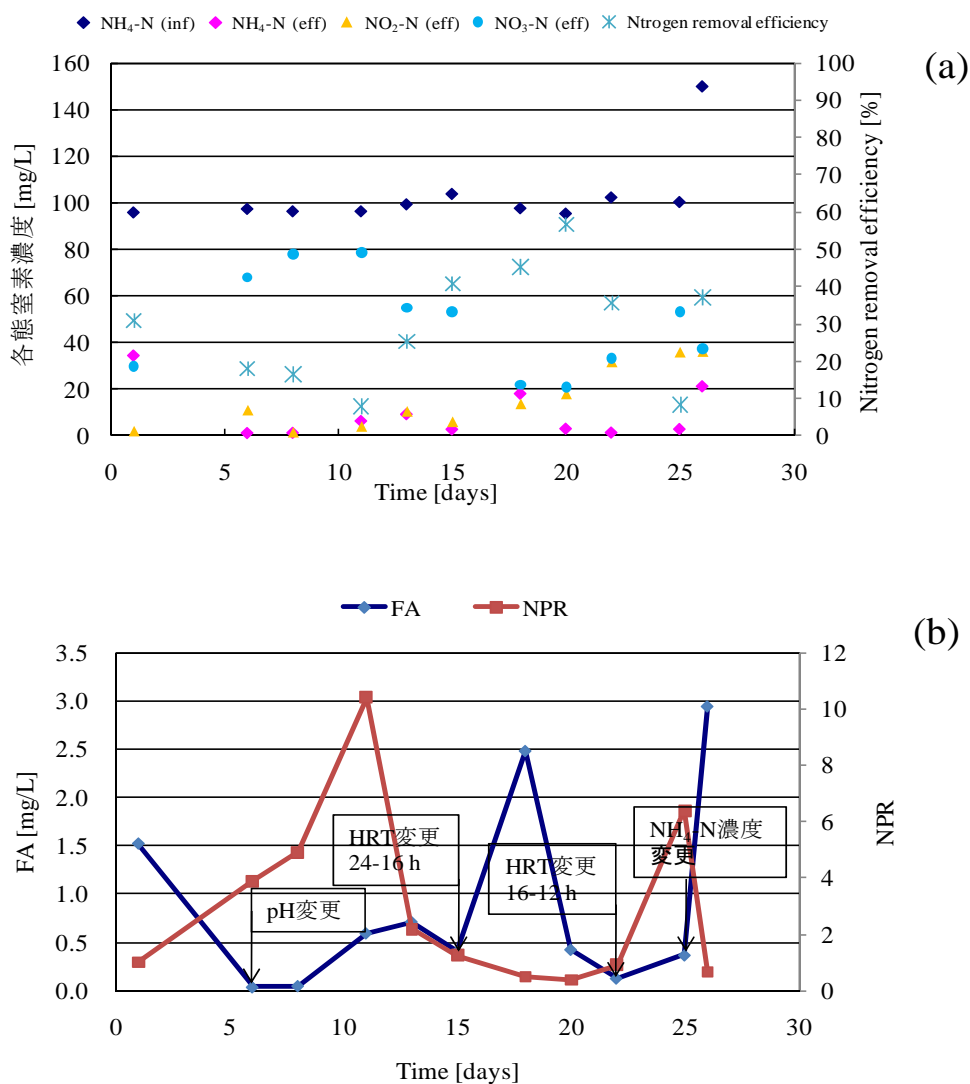 NH₄-N (inf) NH₄-N (eff) NO₂-N (eff) NO₃-N (eff) Ntrogen removal efficiency
(a)
160
140
120
100
80
60
40
20
0
各態窒素濃度 [mg/L]
100
90
80
70
60
50
40
30
20
10
0
Nitrogen removal efficiency [%]
0 5 10 15 20 25 30
Time [days]
FA NPR
(b)
3.5
3.0
2.5
2.0
1.5
1.0
0.5
0.0
FA [mg/L]
12
10
8
6
4
2
0
NPR
pH変更
HRT変更
24-16 h
HRT変更
16-12 h
NH₄-N濃度
変更
0 5 10 15 20 25 30
Time [days]